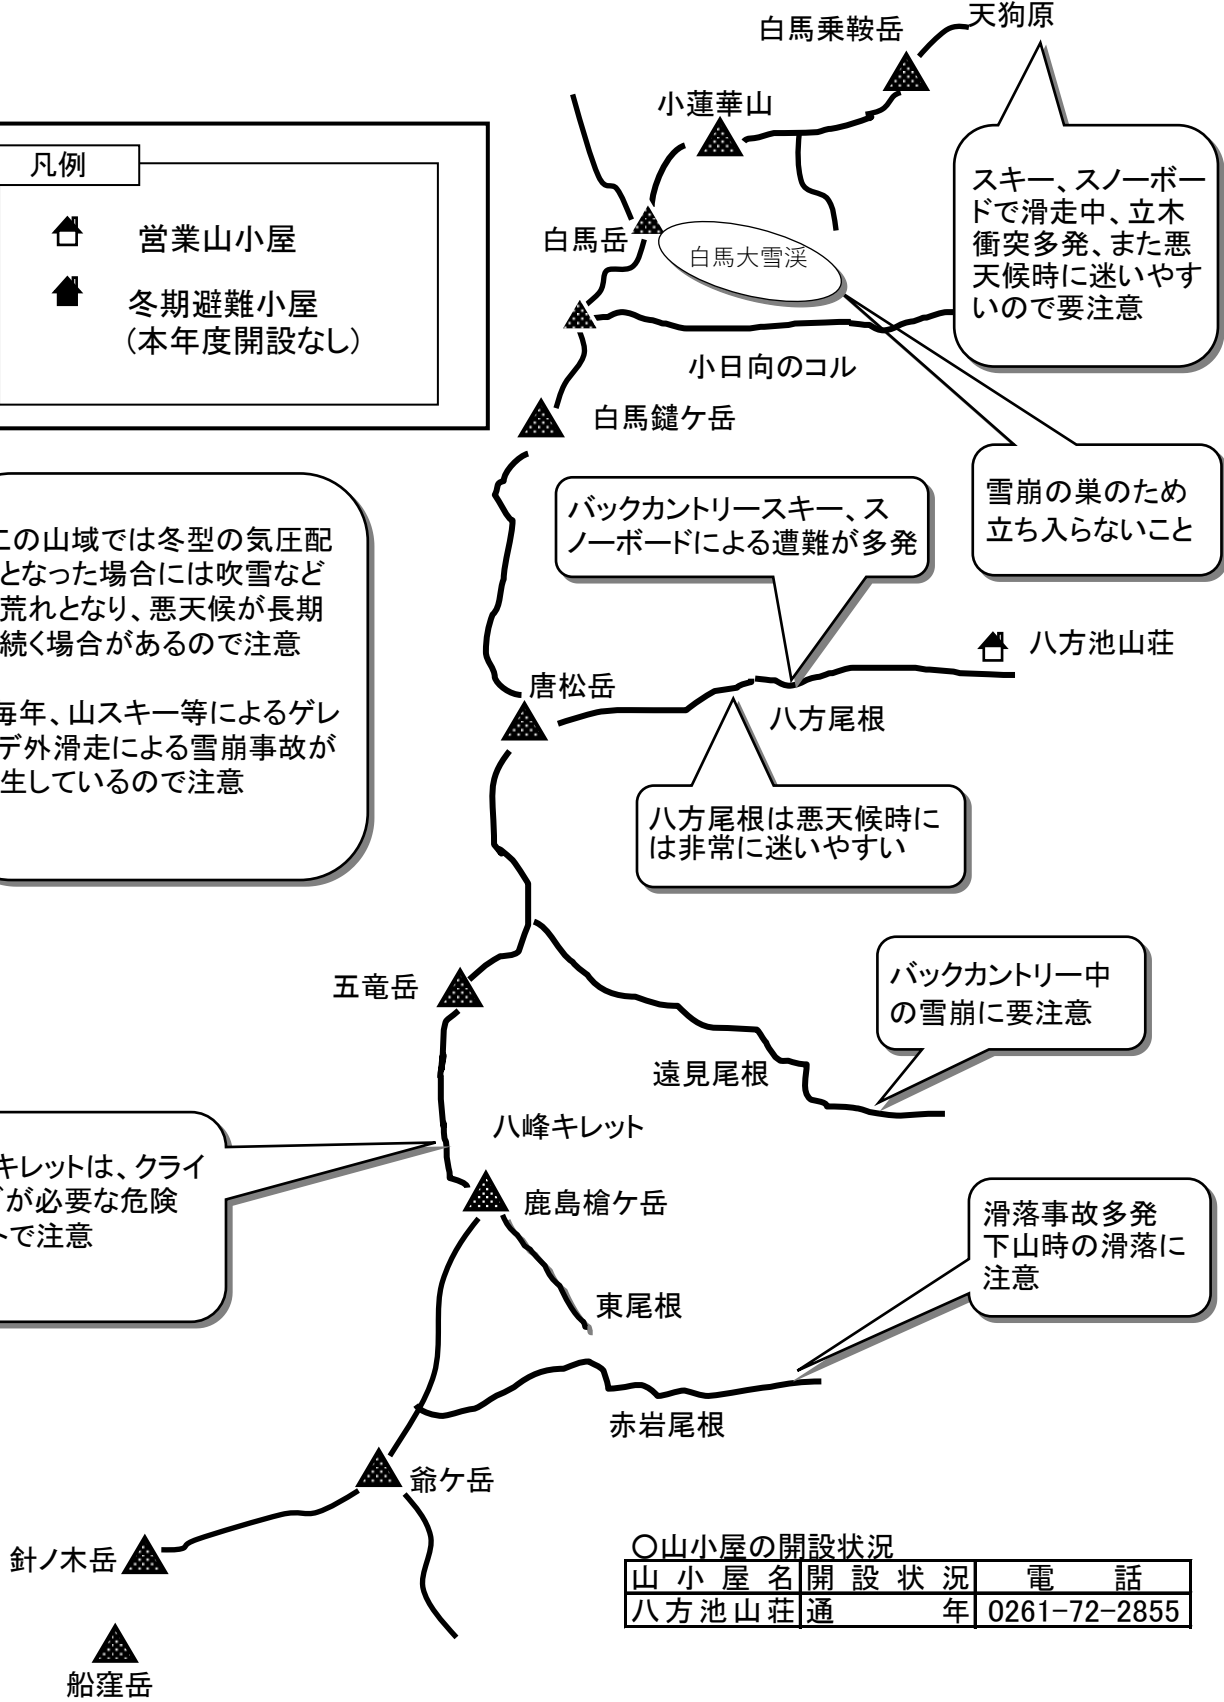 天狗原
白馬乗鞍岳
小蓮華山
凡例
営業山小屋
冬期避難小屋
(本年度開設なし)
スキー、スノーボー
ドで滑走中、立木
衝突多発、また悪
天候時に迷いやす
いので要注意
白馬岳
白馬大雪渓
小日向のコル
白馬鑓ケ岳
雪崩の巣のため
立ち入らないこと
バックカントリースキー、ス
ノーボードによる遭難が多発
この山域では冬型の気圧配
となった場合には吹雪など
荒れとなり、悪天候が長期
続く場合があるので注意
毎年、山スキー等によるゲレ
デ外滑走による雪崩事故が
生しているので注意
八方池山荘
唐松岳
八方尾根
八方尾根は悪天候時に
は非常に迷いやすい
五竜岳
バックカントリー中
の雪崩に要注意
遠見尾根
八峰キレット
キレットは、クライ
が必要な危険
で注意
鹿島槍ケ岳
滑落事故多発
下山時の滑落に
注意
東尾根
赤岩尾根
爺ケ岳
針ノ木岳
船窪岳
○山小屋の開設状況
山小屋名 開設状況 電話
八方池山荘 通年 0261-72-2855